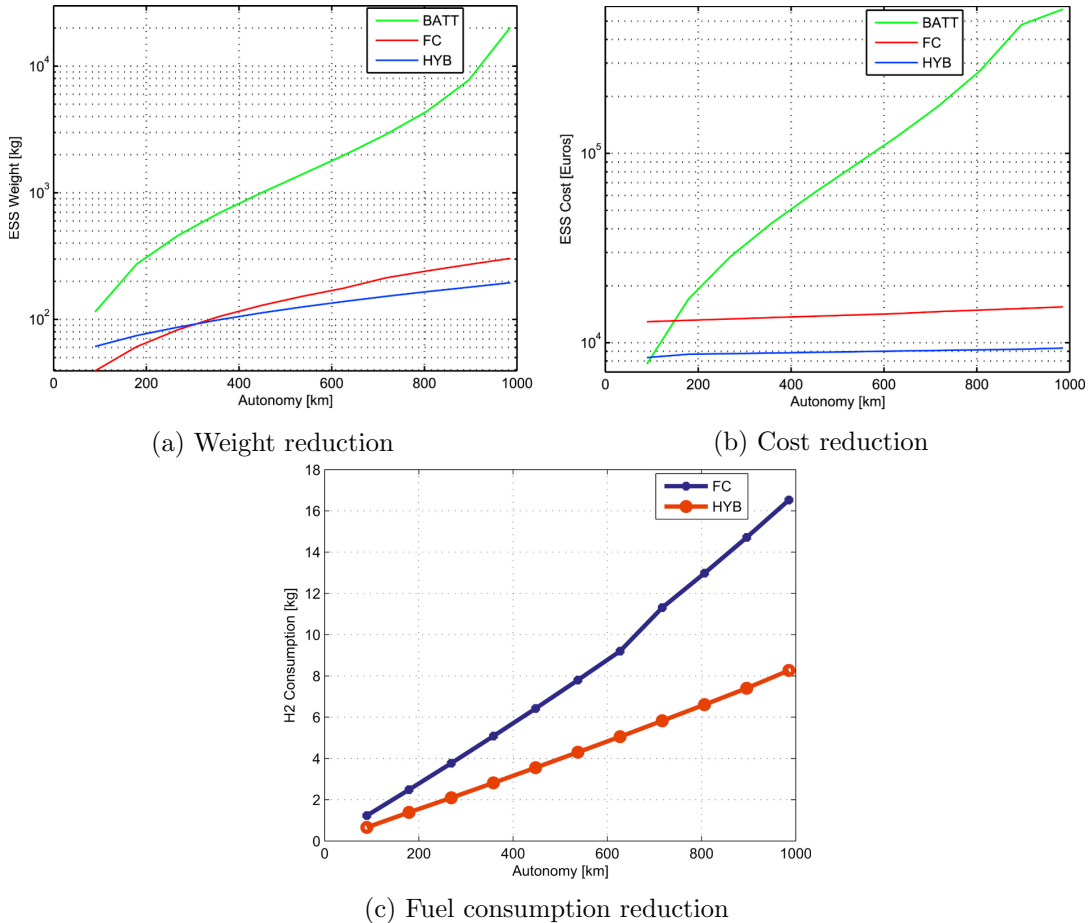 BATT
FC
HYB
10^4
10^3
10^2
ESS Weight [kg]
0 200 400 600 800 1000
Autonomy [km]
(a) Weight reduction
BATT
FC
HYB
10^5
10^4
ESS Cost [Euros]
0 200 400 600 800 1000
Autonomy [km]
(b) Cost reduction
FC
HYB
18
16
14
12
10
8
6
4
2
0
H2 Consumption [kg]
0 200 400 600 800 1000
Autonomy [km]
(c) Fuel consumption reduction